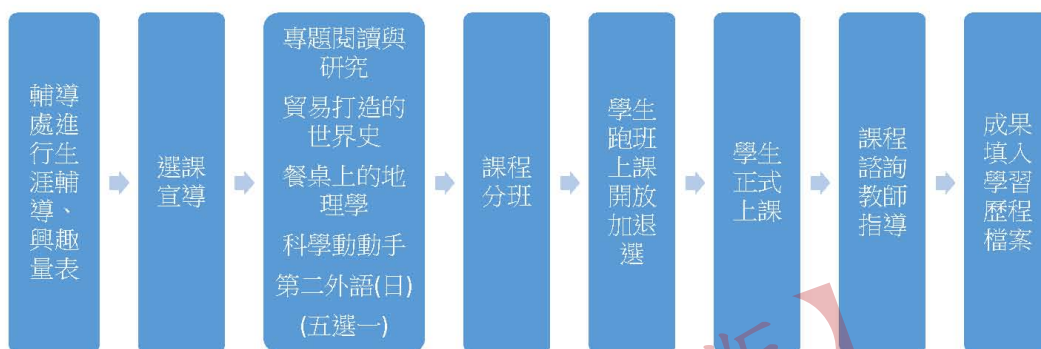 輔導
處進
行生
涯輔
導、
興趣
量表
選課
宣導
專題閱讀與
研究
貿易打造的
世界史
餐桌上的地
理學
科學動動手
第二外語(日)
(五選一)
課程
分班
學生
跑班
上課
開放
加退
選
學生
正式
上課
課程
諮詢
教師
指導
成果
填入
學習
歷程
檔案